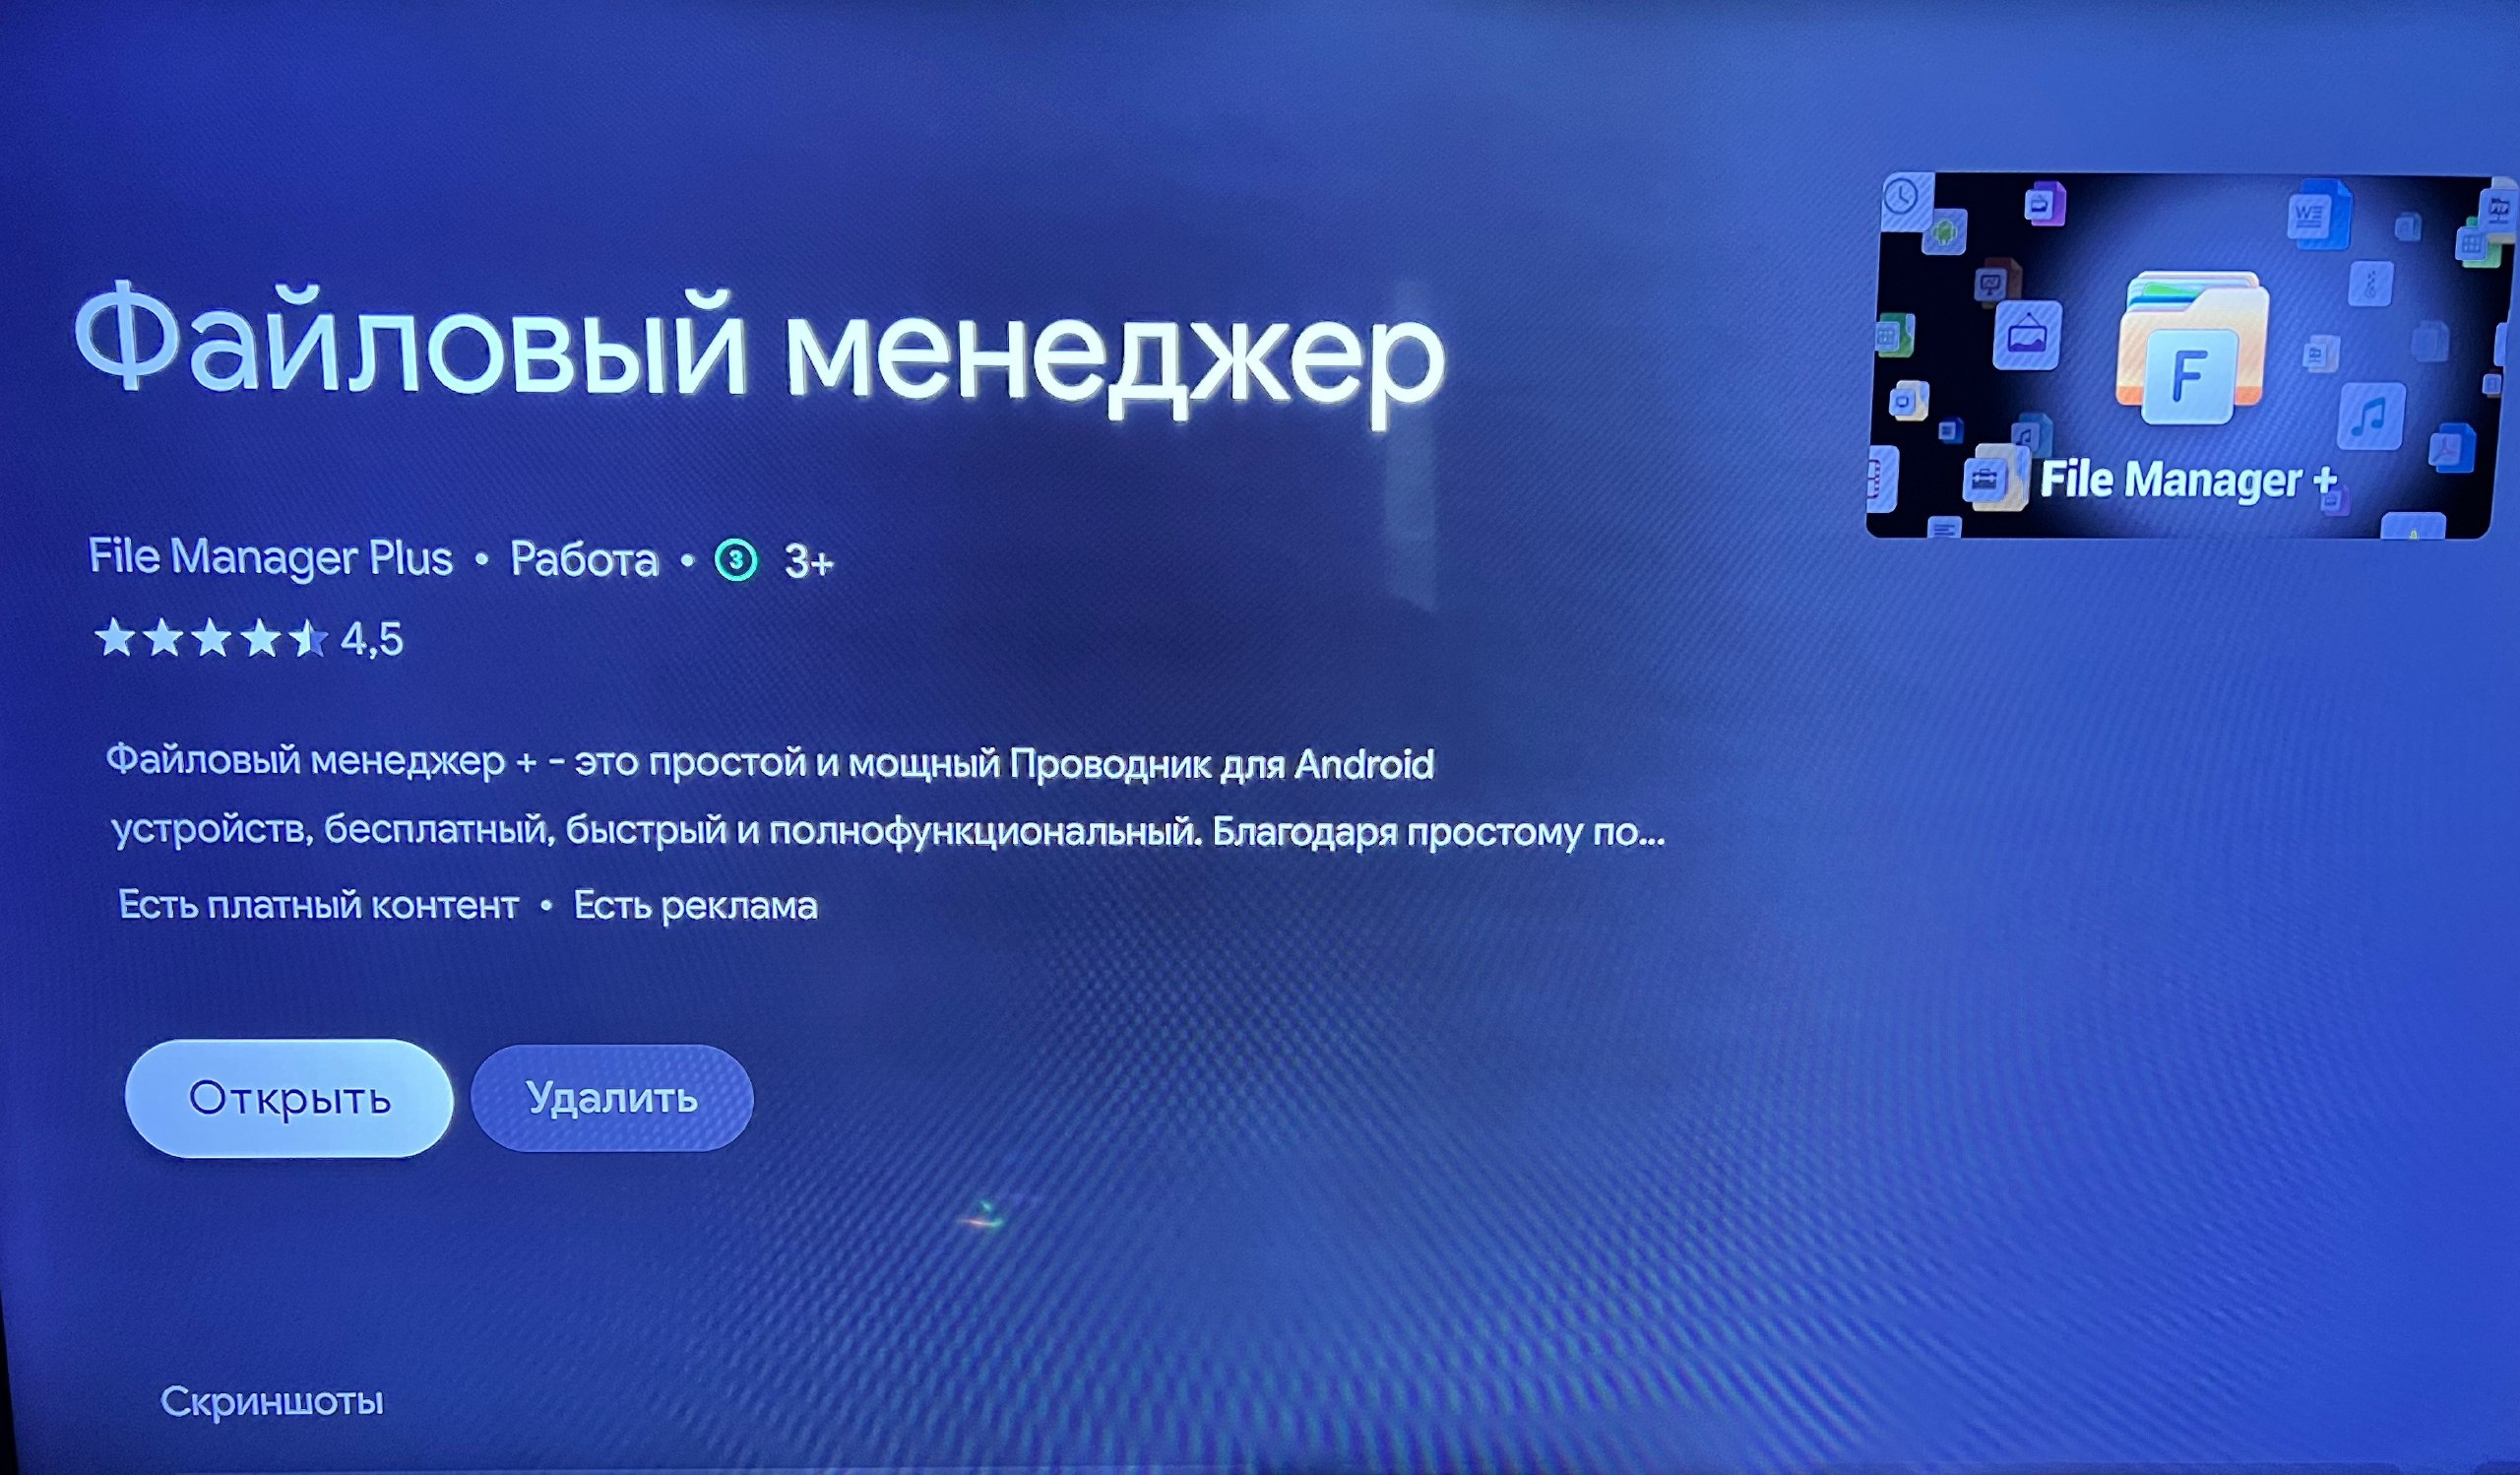 Файловый менеджер
File Manager +
File Manager Plus • Работа • 3 3+
4,5
Файловый менеджер + - это простой и мощный Проводник для Android
устройств, бесплатный, быстрый и полнофункциональный. Благодаря простому по...
Есть платный контент • Есть реклама
Открыть Удалить
Скриншоты